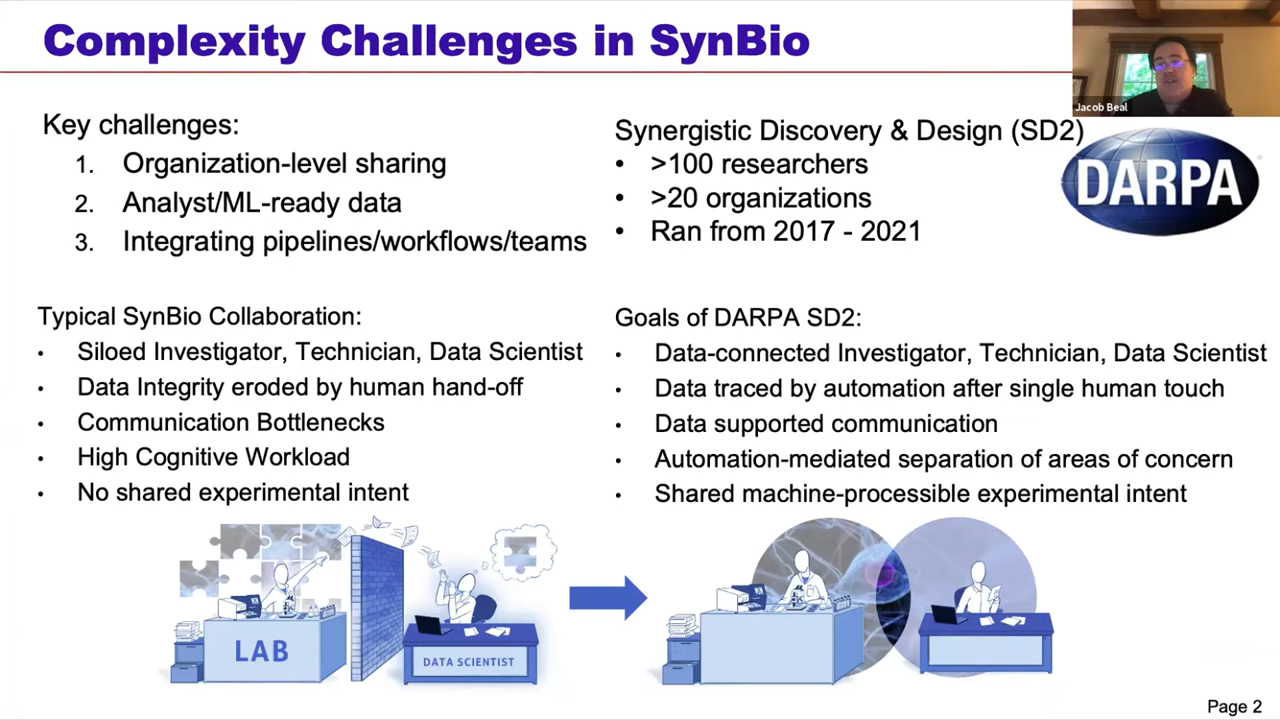 Complexity Challenges in SynBio
Jacob Beal
Key challenges:
1. Organization-level sharing
2. Analyst/ML-ready data
3. Integrating pipelines/workflows/teams
Synergistic Discovery & Design (SD2)
• >100 researchers
• >20 organizations
• Ran from 2017 - 2021
DARPA
Typical SynBio Collaboration:
• Siloed Investigator, Technician, Data Scientist
• Data Integrity eroded by human hand-off
• Communication Bottlenecks
• High Cognitive Workload
• No shared experimental intent
Goals of DARPA SD2:
• Data-connected Investigator, Technician, Data Scientist
• Data traced by automation after single human touch
• Data supported communication
• Automation-mediated separation of areas of concern
• Shared machine-processible experimental intent
LAB
DATA SCIENTIST
Page 2